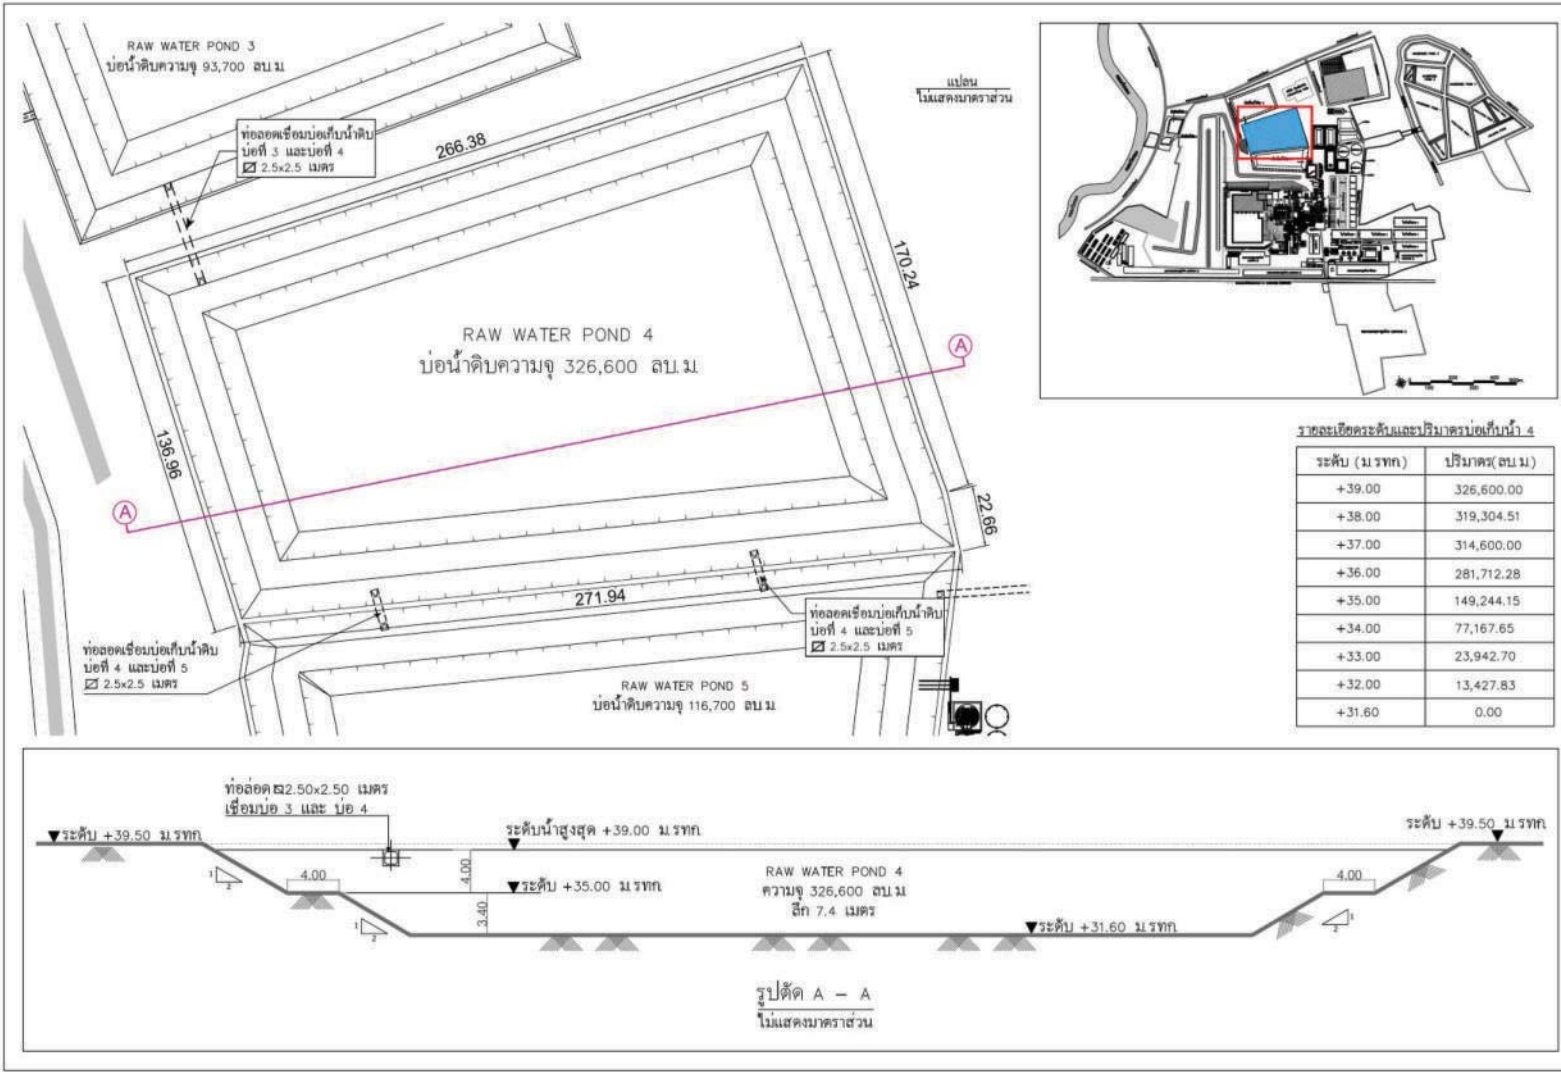 RAW WATER POND 3
บ่อน้ำดิบความจุ 93,700 ลบ.ม
ท่อลอดเชื่อมบ่อเก็บน้ำดิบ
บ่อที่ 3 และบ่อที่ 4
2.5x2.5 เมตร
266.38
แปลน
ไม่แสดงมาตราส่วน
170.24
RAW WATER POND 4
บ่อน้ำดิบความจุ 326,600 ลบ.ม
A
136.96
A
22.66
271.94
ท่อลอดเชื่อมบ่อเก็บน้ำดิบ
บ่อที่ 4 และบ่อที่ 5
2.5x2.5 เมตร
ท่อลอดเชื่อมบ่อเก็บน้ำดิบ
บ่อที่ 4 และบ่อที่ 5
2.5x2.5 เมตร
RAW WATER POND 5
บ่อน้ำดิบความจุ 116,700 ลบ.ม
รายละเอียดระดับและปริมาตรบ่อเก็บน้ำ 4
ระดับ (ม.รทก) ปริมาตร(ลบ.ม)
+39.00 326,600.00
+38.00 319,304.51
+37.00 314,600.00
+36.00 281,712.28
+35.00 149,244.15
+34.00 77,167.65
+33.00 23,942.70
+32.00 13,427.83
+31.60 0.00
ท่อลอด 2.50x2.50 เมตร
เชื่อมบ่อ 3 และ บ่อ 4
ระดับ +39.50 ม.รทก.
ระดับน้ำสูงสุด +39.00 ม.รทก.
ระดับ +39.50 ม.รทก.
1
2
4.00
4.00
ระดับ +35.00 ม.รทก.
3.40
RAW WATER POND 4
ความจุ 326,600 ลบ.ม
ลึก 7.4 เมตร
4.00
1
2
ระดับ +31.60 ม.รทก.
1
2
รูปตัด A - A
ไม่แสดงมาตราส่วน